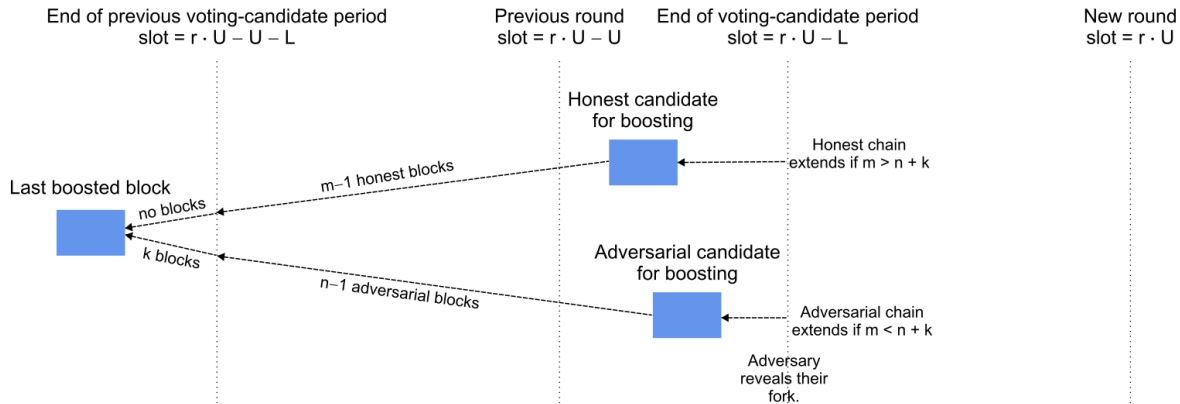 End of previous voting-candidate period
slot = r · U − U − L
Previous round
slot = r · U − U
End of voting-candidate period
slot = r · U − L
New round
slot = r · U
Honest candidate
for boosting
Honest chain
extends if m > n + k
m−1 honest blocks
Last boosted block
no blocks
k blocks
n−1 adversarial blocks
Adversarial candidate
for boosting
Adversarial chain
extends if m < n + k
Adversary
reveals their
fork.